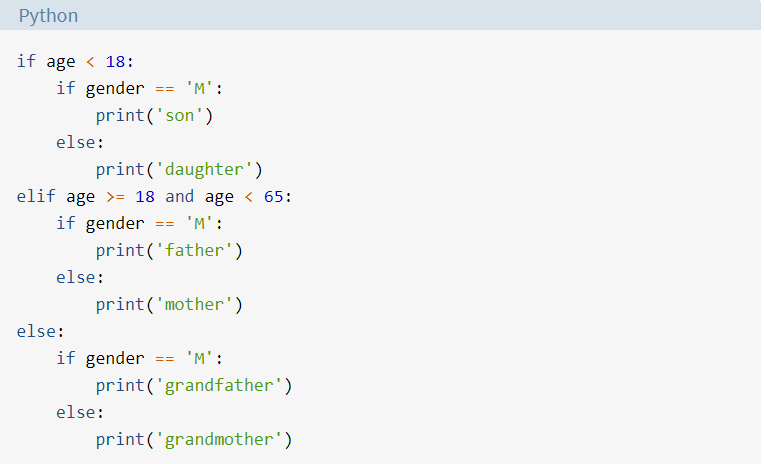 Python
if age < 18:
    if gender == 'M':
        print('son')
    else:
        print('daughter')
elif age >= 18 and age < 65:
    if gender == 'M':
        print('father')
    else:
        print('mother')
else:
    if gender == 'M':
        print('grandfather')
    else:
        print('grandmother')